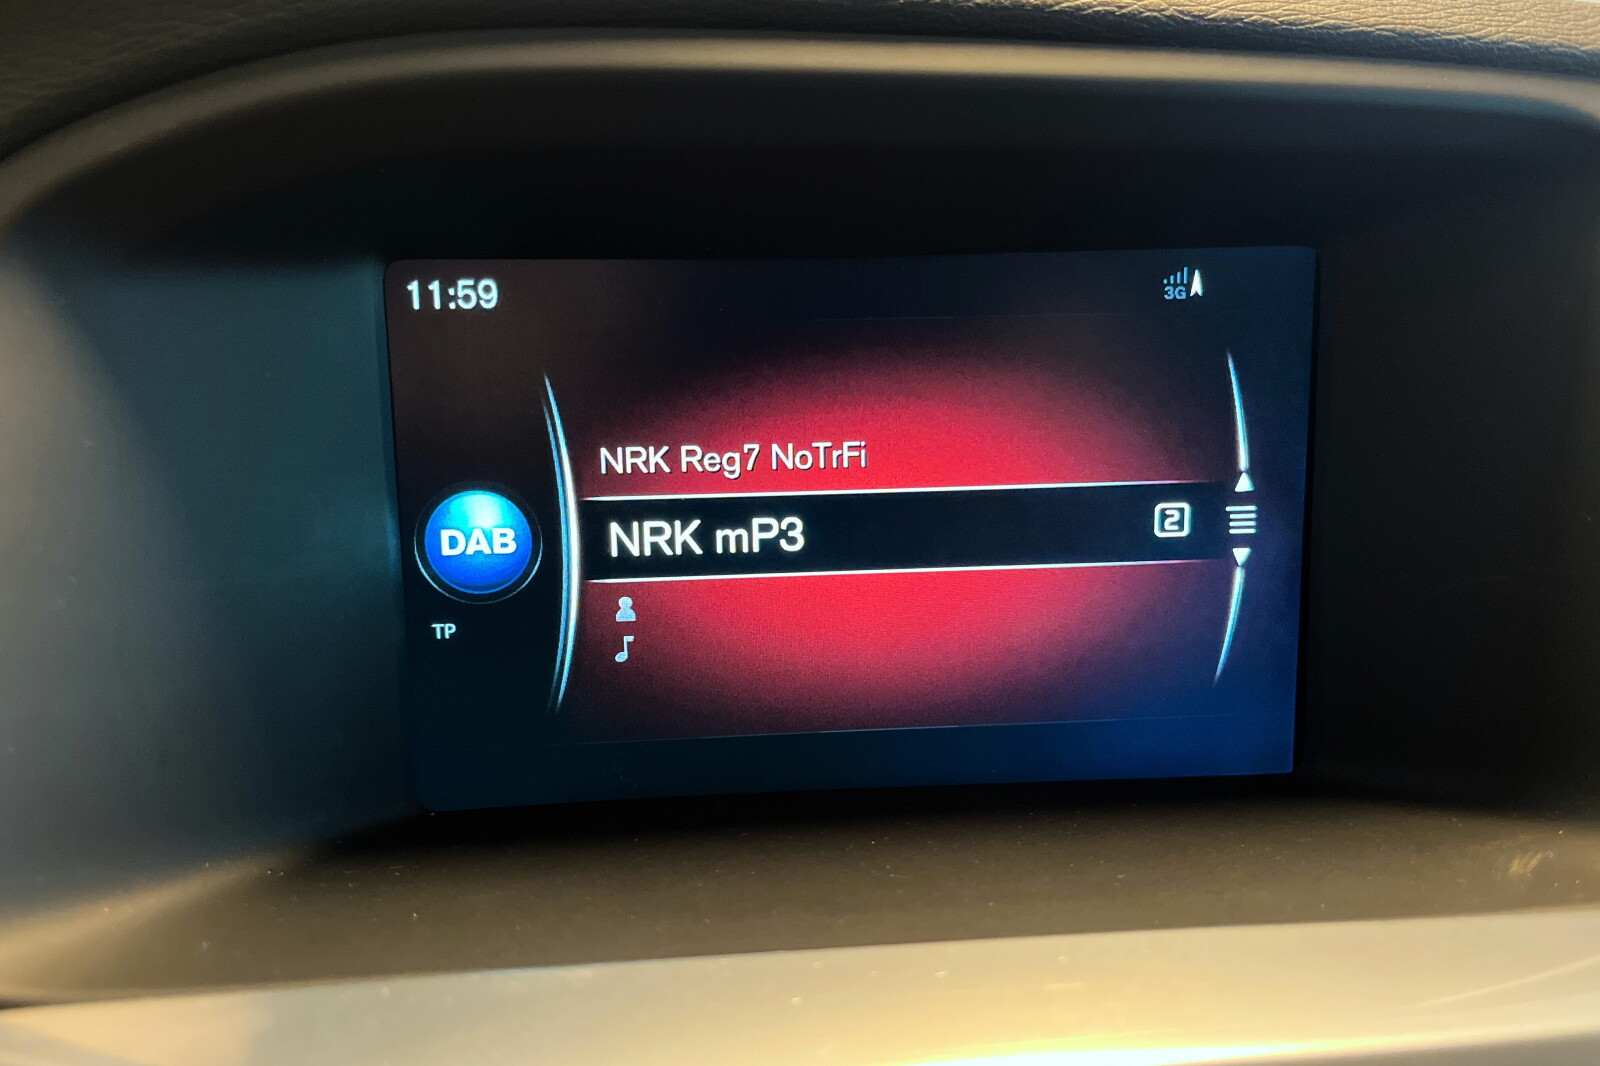 11:59
3G
NRK Reg7 NoTrFi
NRK mP3
2
DAB
TP